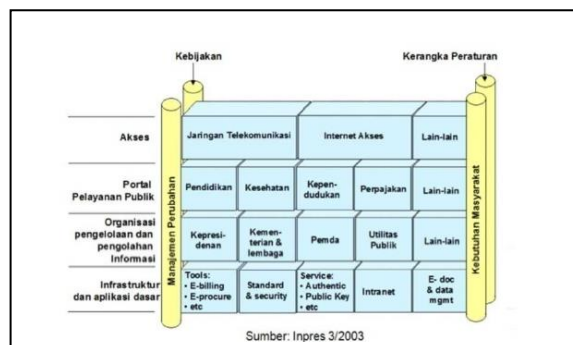 Kebijakan
Kerangka Peraturan
Manajemen Perubahan
Kebutuhan Masyarakat
Akses
Jaringan Telekomunikasi
Internet Akses
Lain-lain
Portal
Pelayanan Publik
Pendidikan
Kesehatan
Kepen-
dudukan
Perpajakan
Lain-lain
Organisasi
pengelolaan dan
pengolahan
Informasi
Kepresi-
denan
Kemen-
terian &
lembaga
Pemda
Utilitas
Publik
Lain-lain
Infrastruktur
dan aplikasi dasar
Tools:
• E-billing
• E-procure
• etc
Standard
& security
Service:
• Authentic
• Public Key
• etc
Intranet
E- doc
& data
mgmt
Sumber: Inpres 3/2003